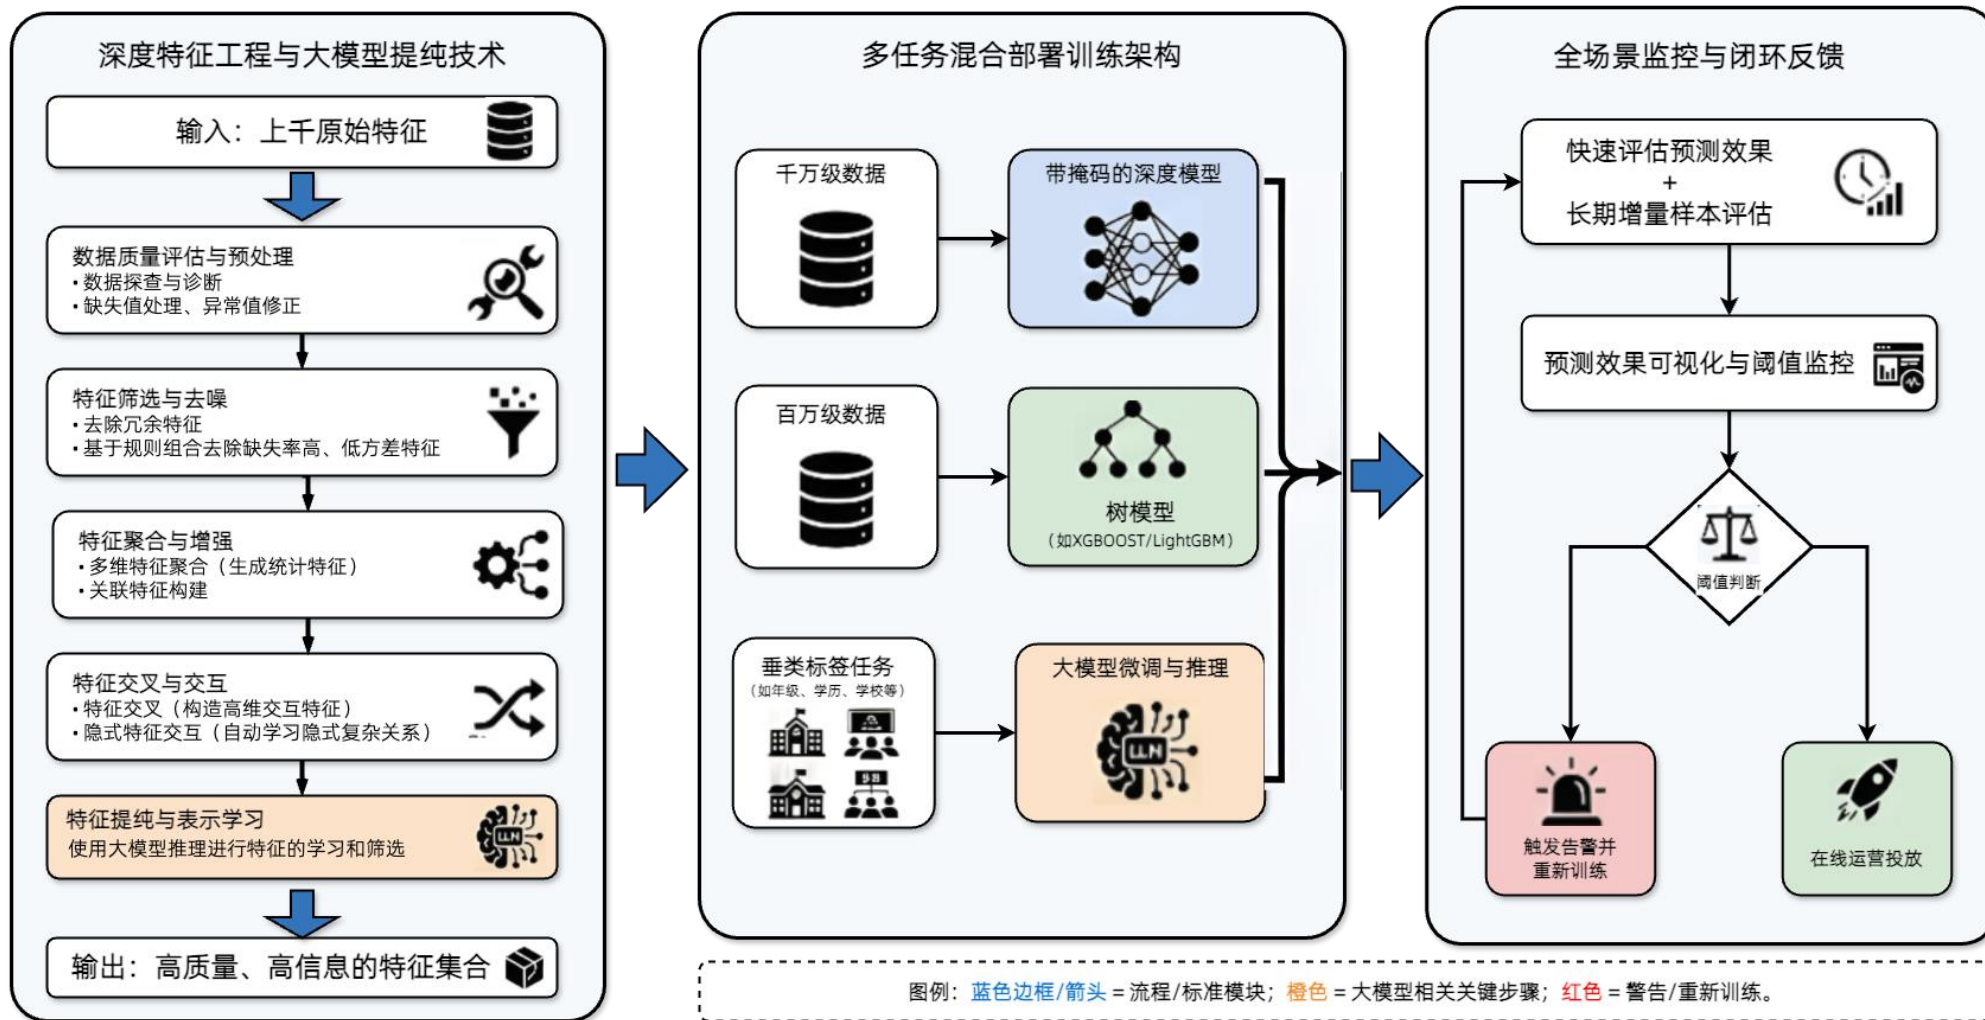 深度特征工程与大模型提纯技术
输入：上千原始特征
数据质量评估与预处理
▪ 数据探查与诊断
▪ 缺失值处理、异常值修正
特征筛选与去噪
▪ 去除冗余特征
▪ 基于规则组合去除缺失率高、低方差特征
特征聚合与增强
▪ 多维特征聚合（生成统计特征）
▪ 关联特征构建
特征交叉与交互
▪ 特征交叉（构造高维交互特征）
▪ 隐式特征交互（自动学习隐式复杂关系）
特征提纯与表示学习
使用大模型推理进行特征的学习和筛选
LLN
输出：高质量、高信息的特征集合
多任务混合部署训练架构
千万级数据
带掩码的深度模型
百万级数据
树模型
（如XGBOOST/LightGBM）
垂类标签任务
（如年级、学历、学校等）
大模型微调与推理
LLN
全场景监控与闭环反馈
快速评估预测效果
+
长期增量样本评估
预测效果可视化与阈值监控
阈值判断
触发告警并
重新训练
在线运营投放
图例：蓝色边框/箭头 = 流程/标准模块；橙色 = 大模型相关关键步骤；红色 = 警告/重新训练。